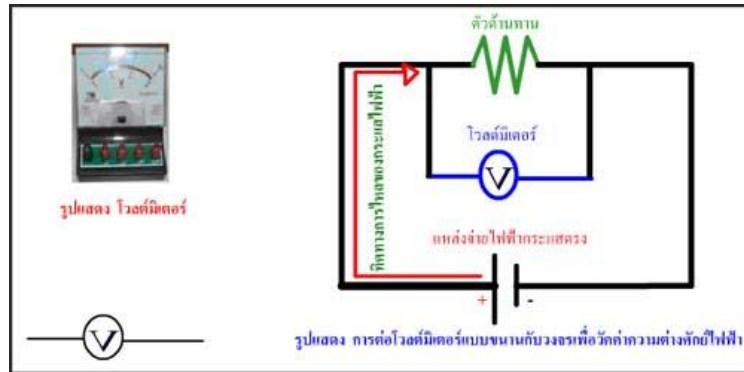 ตัวต้านทาน
ทิศทางการไหลของกระแสไฟฟ้า
โวลต์มิเตอร์
V
แหล่งจ่ายไฟฟ้ากระแสตรง
+ -
รูปแสดง โวลต์มิเตอร์
V
รูปแสดง การต่อโวลต์มิเตอร์แบบขนานกับวงจรเพื่อวัดค่าความต่างศักย์ไฟฟ้า